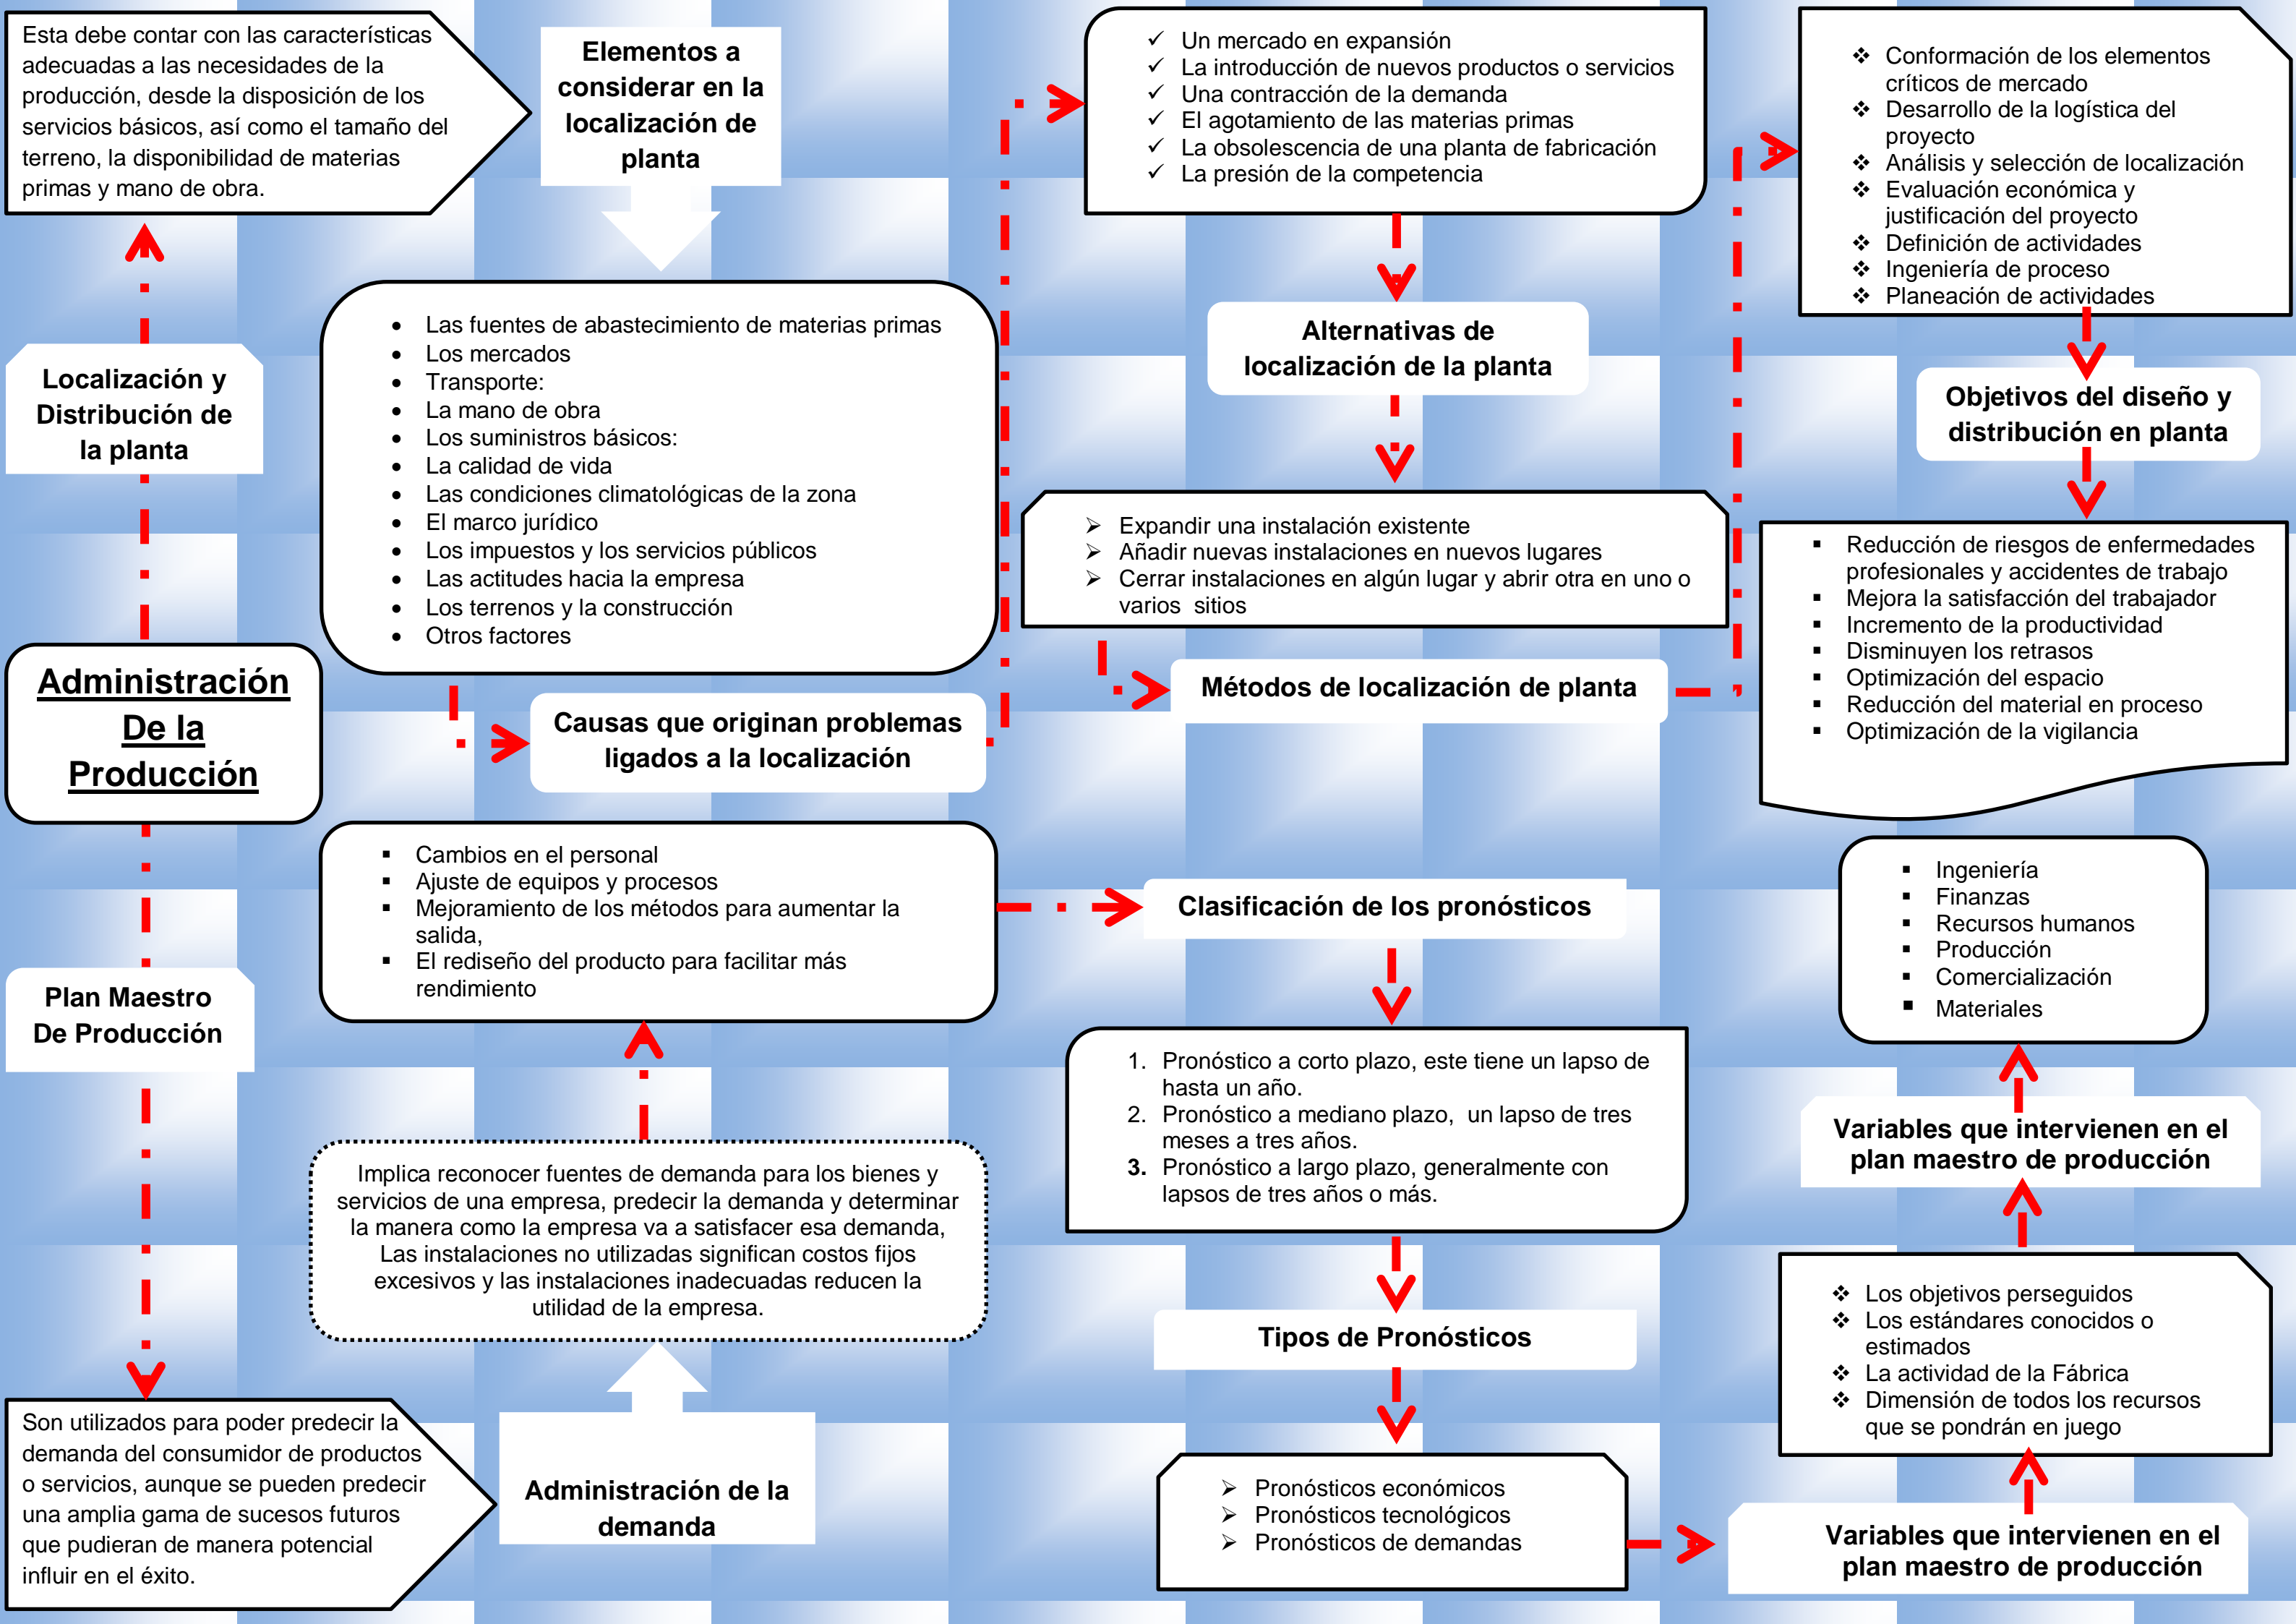 Esta debe contar con las características
adecuadas a las necesidades de la
producción, desde la disposición de los
servicios básicos, así como el tamaño del
terreno, la disponibilidad de materias
primas y mano de obra.
Elementos a
considerar en la
localización de
planta
✓ Un mercado en expansión
✓ La introducción de nuevos productos o servicios
✓ Una contracción de la demanda
✓ El agotamiento de las materias primas
✓ La obsolescencia de una planta de fabricación
✓ La presión de la competencia
❖ Conformación de los elementos
críticos de mercado
❖ Desarrollo de la logística del
proyecto
❖ Análisis y selección de localización
❖ Evaluación económica y
justificación del proyecto
❖ Definición de actividades
❖ Ingeniería de proceso
❖ Planeación de actividades
Localización y
Distribución de
la planta
• Las fuentes de abastecimiento de materias primas
• Los mercados
• Transporte:
• La mano de obra
• Los suministros básicos:
• La calidad de vida
• Las condiciones climatológicas de la zona
• El marco jurídico
• Los impuestos y los servicios públicos
• Las actitudes hacia la empresa
• Los terrenos y la construcción
• Otros factores
Alternativas de
localización de la planta
Objetivos del diseño y
distribución en planta
➢ Expandir una instalación existente
➢ Añadir nuevas instalaciones en nuevos lugares
➢ Cerrar instalaciones en algún lugar y abrir otra en uno o
varios sitios
▪ Reducción de riesgos de enfermedades
profesionales y accidentes de trabajo
▪ Mejora la satisfacción del trabajador
▪ Incremento de la productividad
▪ Disminuyen los retrasos
▪ Optimización del espacio
▪ Reducción del material en proceso
▪ Optimización de la vigilancia
Administración
De la
Producción
Causas que originan problemas
ligados a la localización
Métodos de localización de planta
▪ Cambios en el personal
▪ Ajuste de equipos y procesos
▪ Mejoramiento de los métodos para aumentar la
salida,
▪ El rediseño del producto para facilitar más
rendimiento
Clasificación de los pronósticos
▪ Ingeniería
▪ Finanzas
▪ Recursos humanos
▪ Producción
▪ Comercialización
▪ Materiales
Plan Maestro
De Producción
1. Pronóstico a corto plazo, este tiene un lapso de
hasta un año.
2. Pronóstico a mediano plazo, un lapso de tres
meses a tres años.
3. Pronóstico a largo plazo, generalmente con
lapsos de tres años o más.
Variables que intervienen en el
plan maestro de producción
Implica reconocer fuentes de demanda para los bienes y
servicios de una empresa, predecir la demanda y determinar
la manera como la empresa va a satisfacer esa demanda,
Las instalaciones no utilizadas significan costos fijos
excesivos y las instalaciones inadecuadas reducen la
utilidad de la empresa.
Tipos de Pronósticos
❖ Los objetivos perseguidos
❖ Los estándares conocidos o
estimados
❖ La actividad de la Fábrica
❖ Dimensión de todos los recursos
que se pondrán en juego
Son utilizados para poder predecir la
demanda del consumidor de productos
o servicios, aunque se pueden predecir
una amplia gama de sucesos futuros
que pudieran de manera potencial
influir en el éxito.
Administración de la
demanda
➢ Pronósticos económicos
➢ Pronósticos tecnológicos
➢ Pronósticos de demandas
Variables que intervienen en el
plan maestro de producción